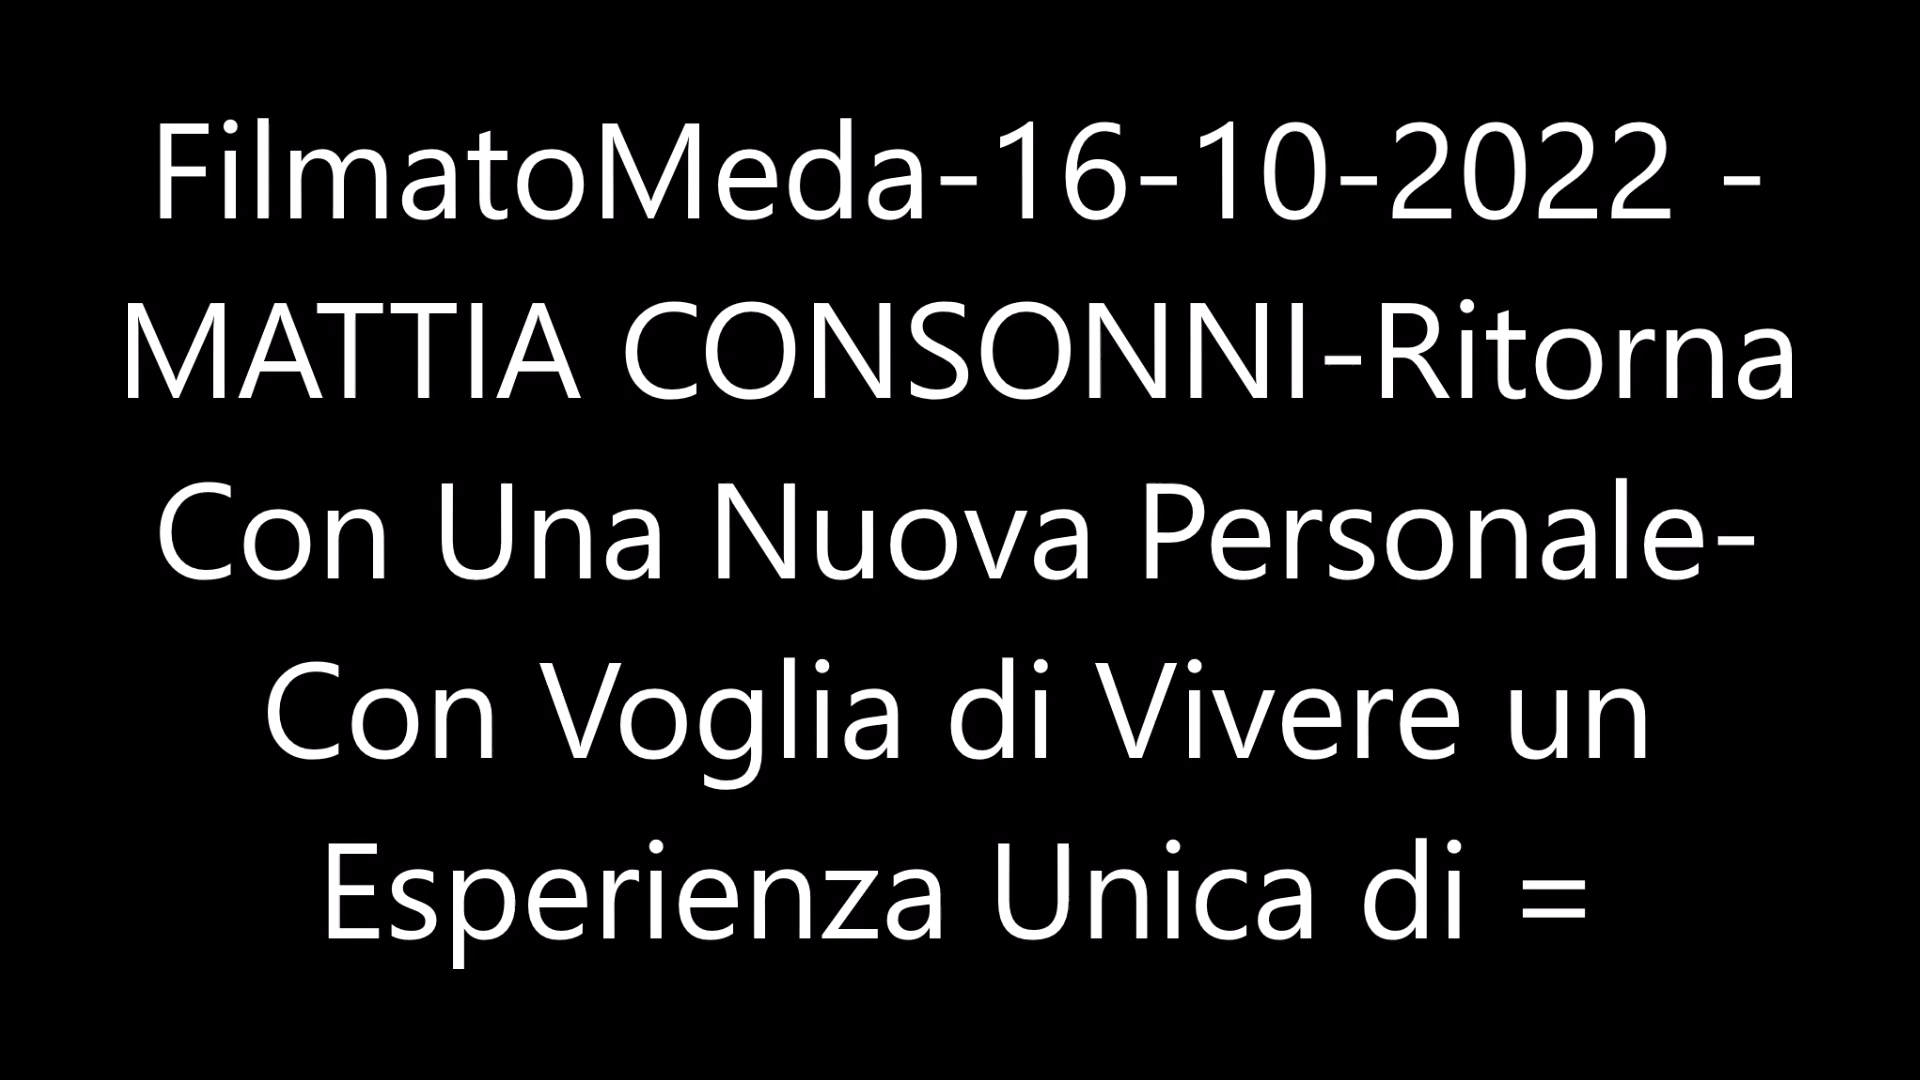 FilmatoMeda-16-10-2022 -
MATTIA CONSONNI-Ritorna
Con Una Nuova Personale-
Con Voglia di Vivere un
Esperienza Unica di =